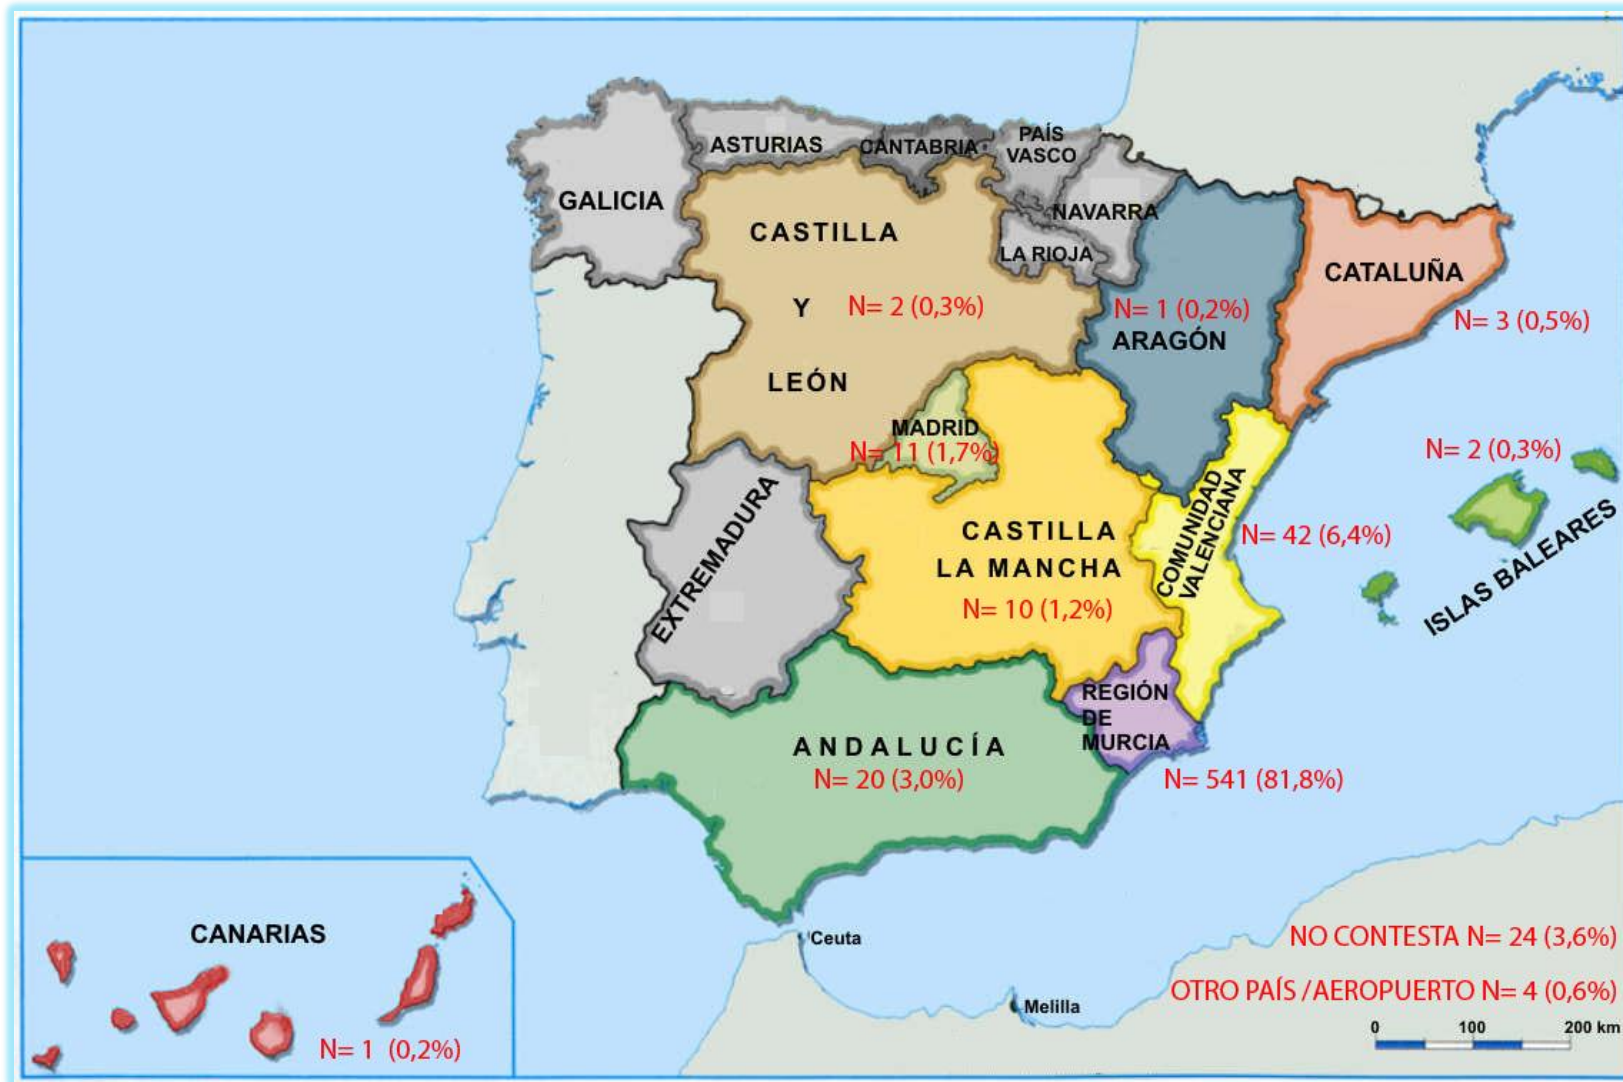 ASTURIAS
CANTABRIA
PAÍS
VASCO
GALICIA
NAVARRA
LA RIOJA
CASTILLA
Y
LEÓN
N= 2 (0,3%)
N= 1 (0,2%)
ARAGÓN
CATALUÑA
N= 3 (0,5%)
MADRID
N= 11 (1,7%)
N= 2 (0,3%)
ISLAS BALEARES
EXTREMADURA
CASTILLA
LA MANCHA
N= 10 (1,2%)
COMUNIDAD
VALENCIANA
N= 42 (6,4%)
REGIÓN
DE
MURCIA
N= 541 (81,8%)
ANDALUCÍA
N= 20 (3,0%)
CANARIAS
N= 1 (0,2%)
Ceuta
Melilla
NO CONTESTA N= 24 (3,6%)
OTRO PAÍS /AEROPUERTO N= 4 (0,6%)
0 100 200 km